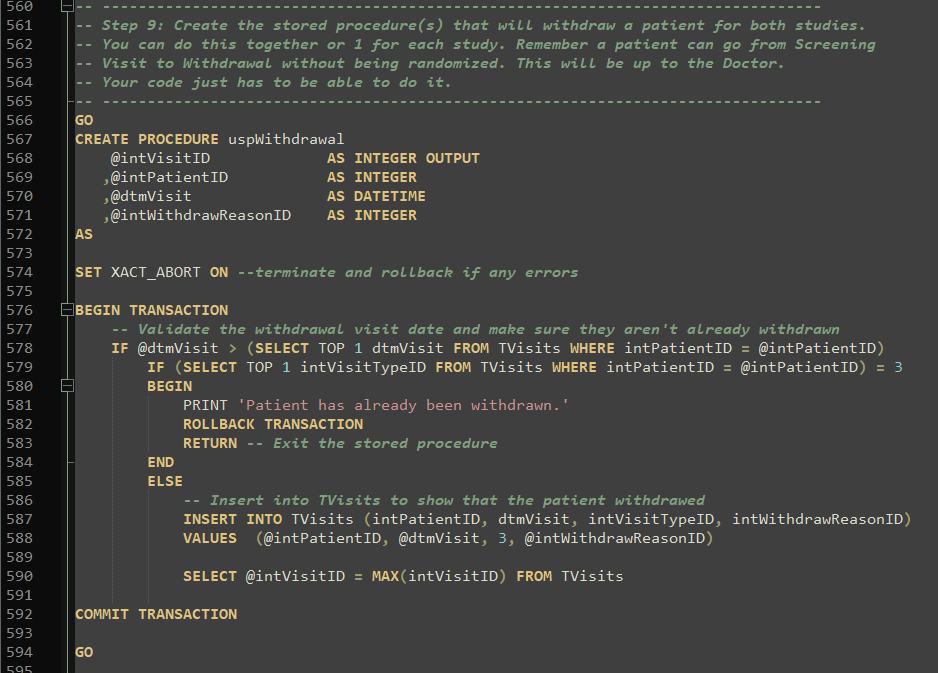 560 -- --------------------------------------------------------------------------------
561 -- Step 9: Create the stored procedure(s) that will withdraw a patient for both studies.
562 -- You can do this together or 1 for each study. Remember a patient can go from Screening
563 -- Visit to Withdrawal without being randomized. This will be up to the Doctor.
564 -- Your code just has to be able to do it.
565 -- --------------------------------------------------------------------------------
566 GO
567 CREATE PROCEDURE uspWithdrawal
568     @intVisitID             AS INTEGER OUTPUT
569    ,@intPatientID           AS INTEGER
570    ,@dtmVisit               AS DATETIME
571    ,@intWithdrawReasonID    AS INTEGER
572 AS
573
574 SET XACT_ABORT ON --terminate and rollback if any errors
575
576 BEGIN TRANSACTION
577     -- Validate the withdrawal visit date and make sure they aren't already withdrawn
578     IF @dtmVisit > (SELECT TOP 1 dtmVisit FROM TVisits WHERE intPatientID = @intPatientID)
579         IF (SELECT TOP 1 intVisitTypeID FROM TVisits WHERE intPatientID = @intPatientID) = 3
580         BEGIN
581             PRINT 'Patient has already been withdrawn.'
582             ROLLBACK TRANSACTION
583             RETURN -- Exit the stored procedure
584         END
585         ELSE
586             -- Insert into TVisits to show that the patient withdrawed
587             INSERT INTO TVisits (intPatientID, dtmVisit, intVisitTypeID, intWithdrawReasonID)
588             VALUES  (@intPatientID, @dtmVisit, 3, @intWithdrawReasonID)
589
590             SELECT @intVisitID = MAX(intVisitID) FROM TVisits
591
592 COMMIT TRANSACTION
593
594 GO
595